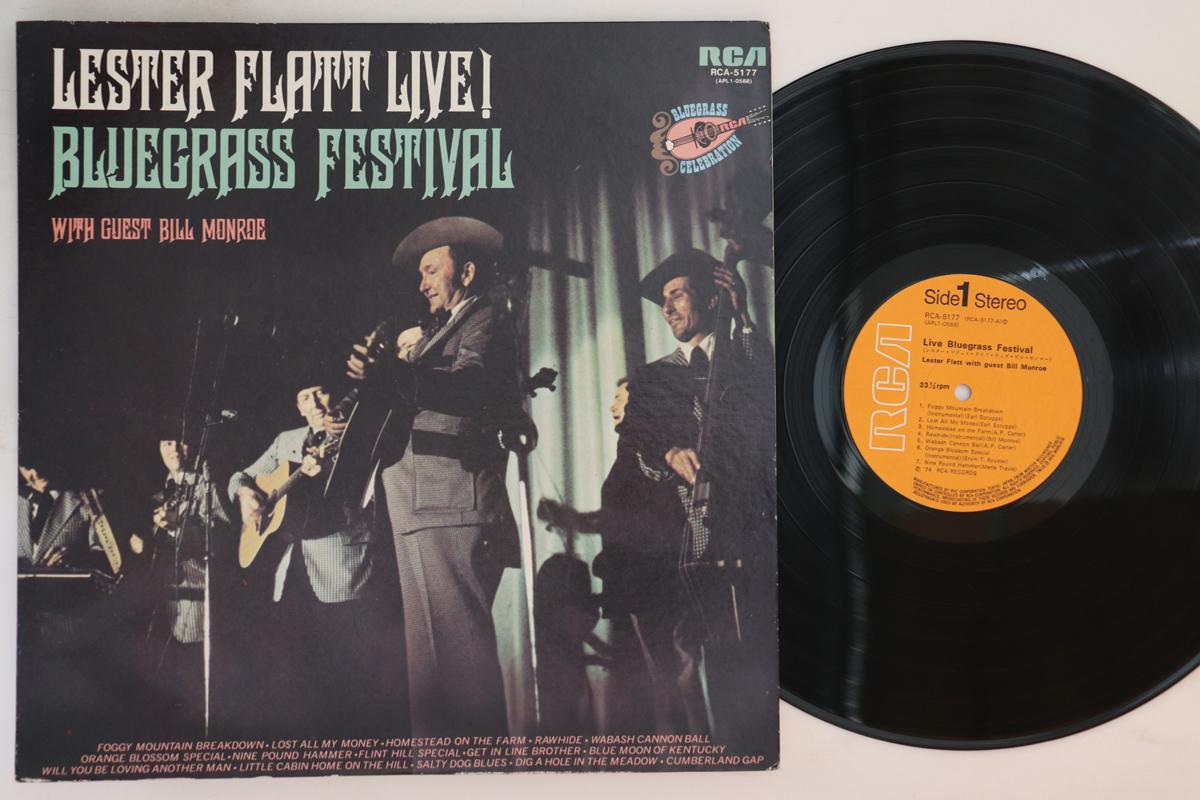 LESTER FLATT LIVE!
BLUEGRASS FESTIVAL
WITH GUEST BILL MONROE
RCA
RCA-5177
(APL1-0588)
BLUEGRASS
RCA
CELEBRATION
FOGGY MOUNTAIN BREAKDOWN • LOST ALL MY MONEY • HOMESTEAD ON THE FARM • RAWHIDE • WABASH CANNON BALL
ORANGE BLOSSOM SPECIAL • NINE POUND HAMMER • FLINT HILL SPECIAL • GET IN LINE BROTHER • BLUE MOON OF KENTUCKY
WILL YOU BE LOVING ANOTHER MAN • LITTLE CABIN HOME ON THE HILL • SALTY DOG BLUES • DIG A HOLE IN THE MEADOW • CUMBERLAND GAP
Side 1 Stereo
RCA-5177 (RCA-5177-A)
(APL1-0588)
RCA
Live Bluegrass Festival
Lester Flatt with guest Bill Monroe
33⅓rpm
1. Foggy Mountain Breakdown
(Instrumental)(Earl Scruggs)
2. Lost All My Money(Earl Scruggs)
3. Homestead on the Farm(A.P. Carter)
4. Rawhide(Instrumental)(Bill Monroe)
5. Wabash Cannon Ball(A.P. Carter)
6. Orange Blossom Special
(Instrumental)(Ervin T. Rousse)
7. Nine Pound Hammer(Merle Travis)
℗ '74 RCA RECORDS